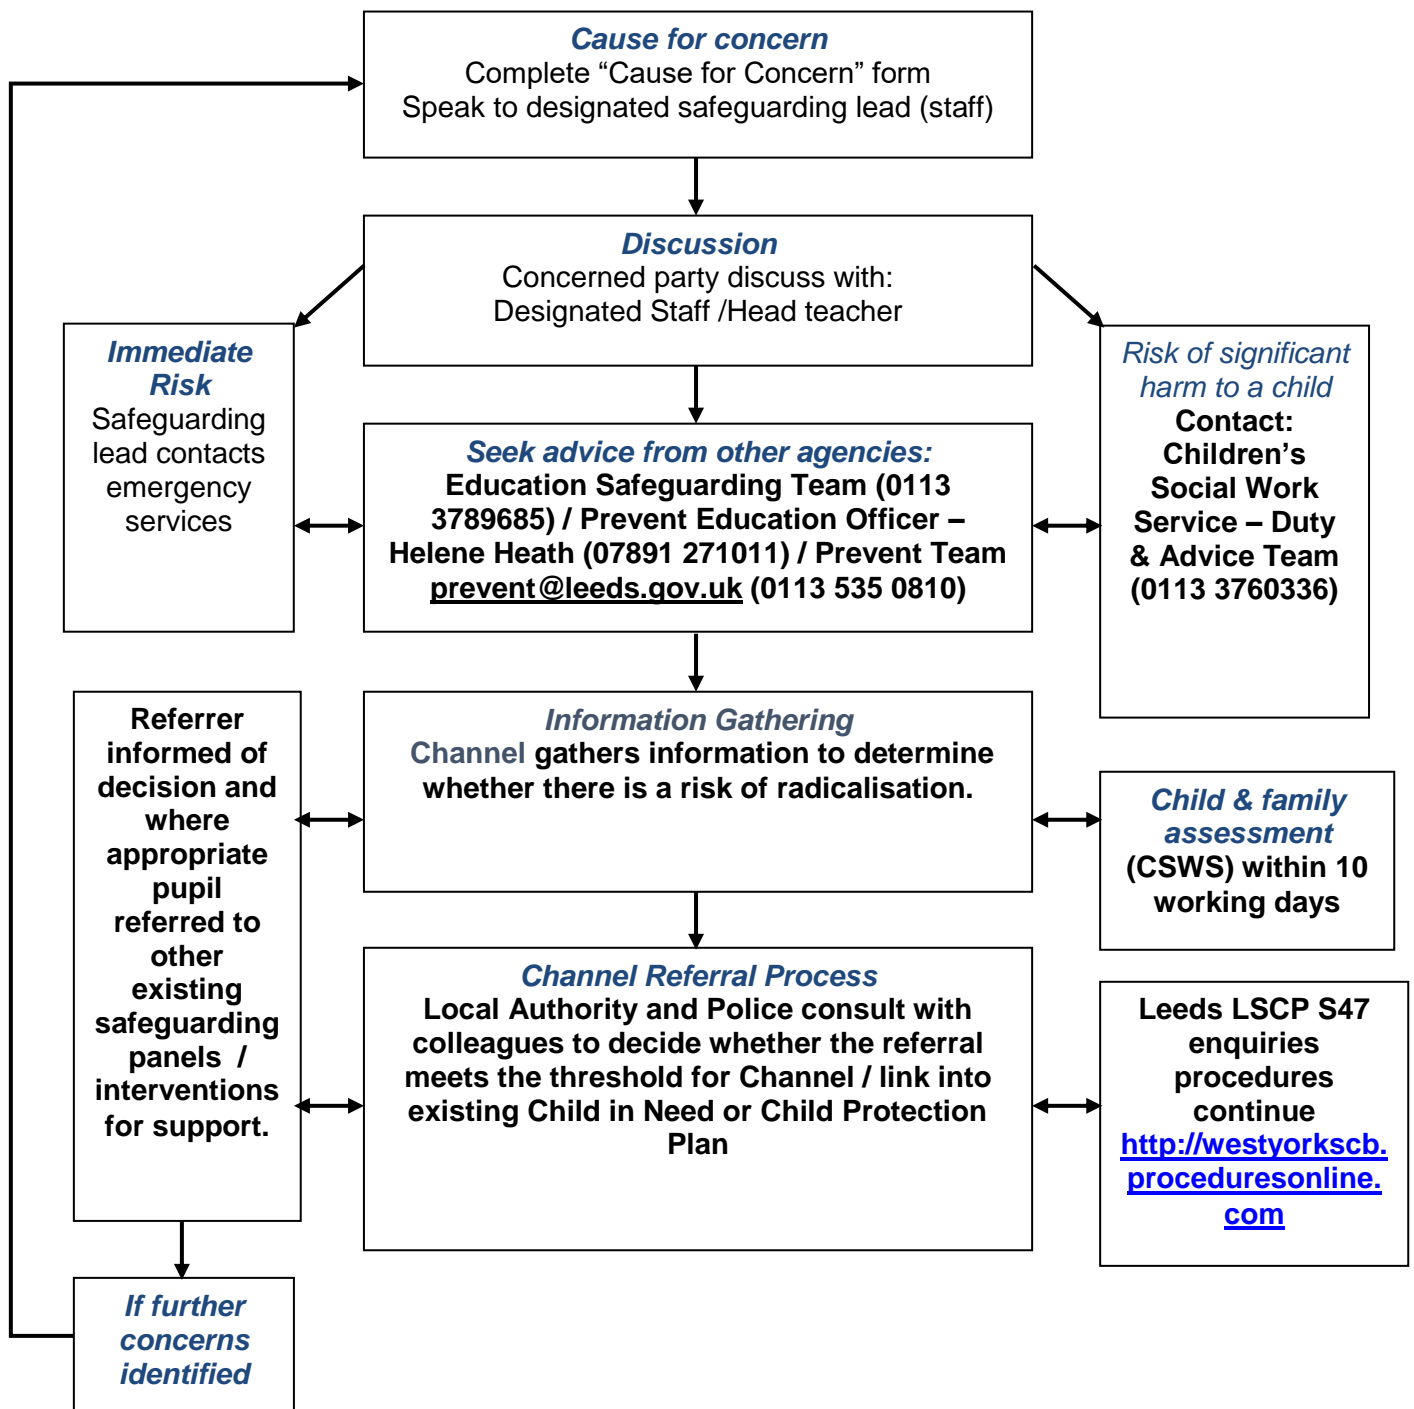 Cause for concern
Complete “Cause for Concern” form
Speak to designated safeguarding lead (staff)
Discussion
Concerned party discuss with:
Designated Staff /Head teacher
Immediate
Risk
Safeguarding
lead contacts
emergency
services
Seek advice from other agencies:
Education Safeguarding Team (0113
3789685) / Prevent Education Officer –
Helene Heath (07891 271011) / Prevent Team
prevent@leeds.gov.uk (0113 535 0810)
Risk of significant
harm to a child
Contact:
Children’s
Social Work
Service – Duty
& Advice Team
(0113 3760336)
Referrer
informed of
decision and
where
appropriate
pupil
referred to
other
existing
safeguarding
panels /
interventions
for support.
Information Gathering
Channel gathers information to determine
whether there is a risk of radicalisation.
Child & family
assessment
(CSWS) within 10
working days
Channel Referral Process
Local Authority and Police consult with
colleagues to decide whether the referral
meets the threshold for Channel / link into
existing Child in Need or Child Protection
Plan
Leeds LSCP S47
enquiries
procedures
continue
http://westyorkscb.
proceduresonline.
com
If further
concerns
identified